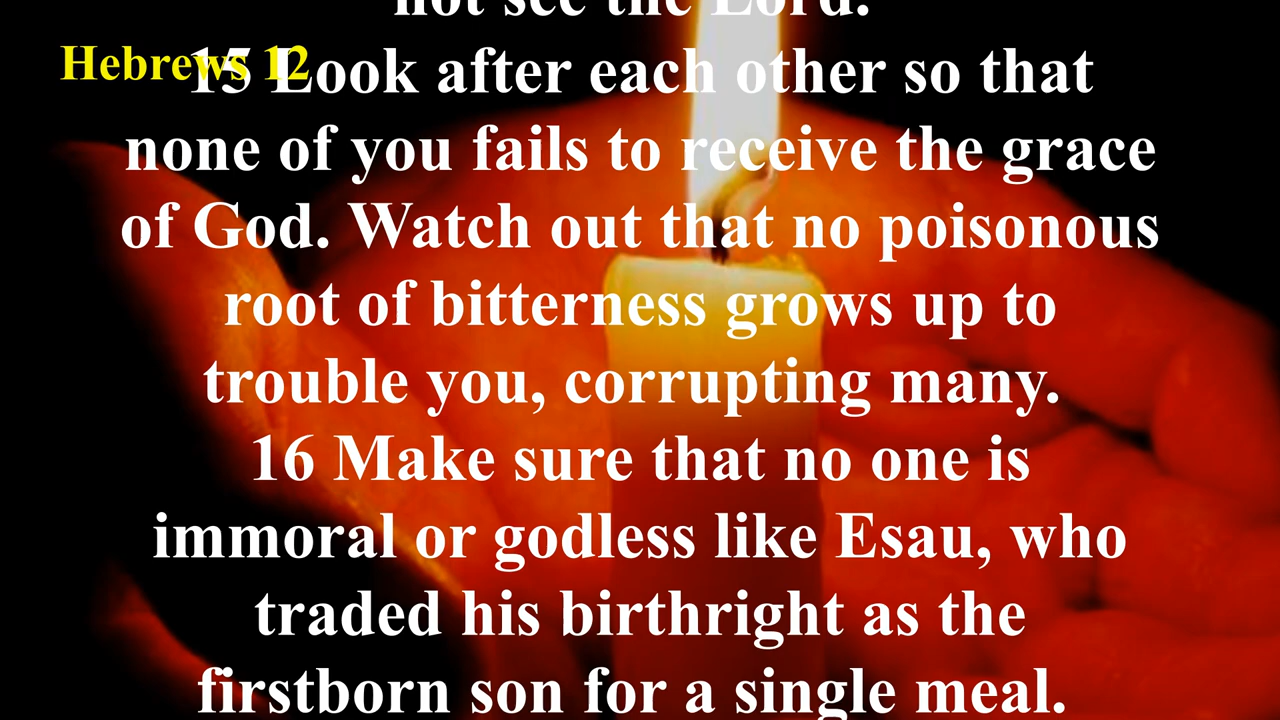 not see the Lord.
Hebrews 12
15 Look after each other so that
none of you fails to receive the grace
of God. Watch out that no poisonous
root of bitterness grows up to
trouble you, corrupting many.
16 Make sure that no one is
immoral or godless like Esau, who
traded his birthright as the
firstborn son for a single meal.